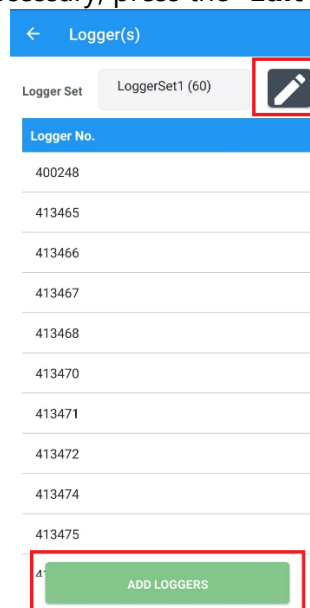 press the "Edit
Logger(s)
Logger Set
LoggerSet1 (60)
Logger No.
400248
413465
413466
413467
413468
413470
413471
413472
413474
413475
ADD LOGGERS